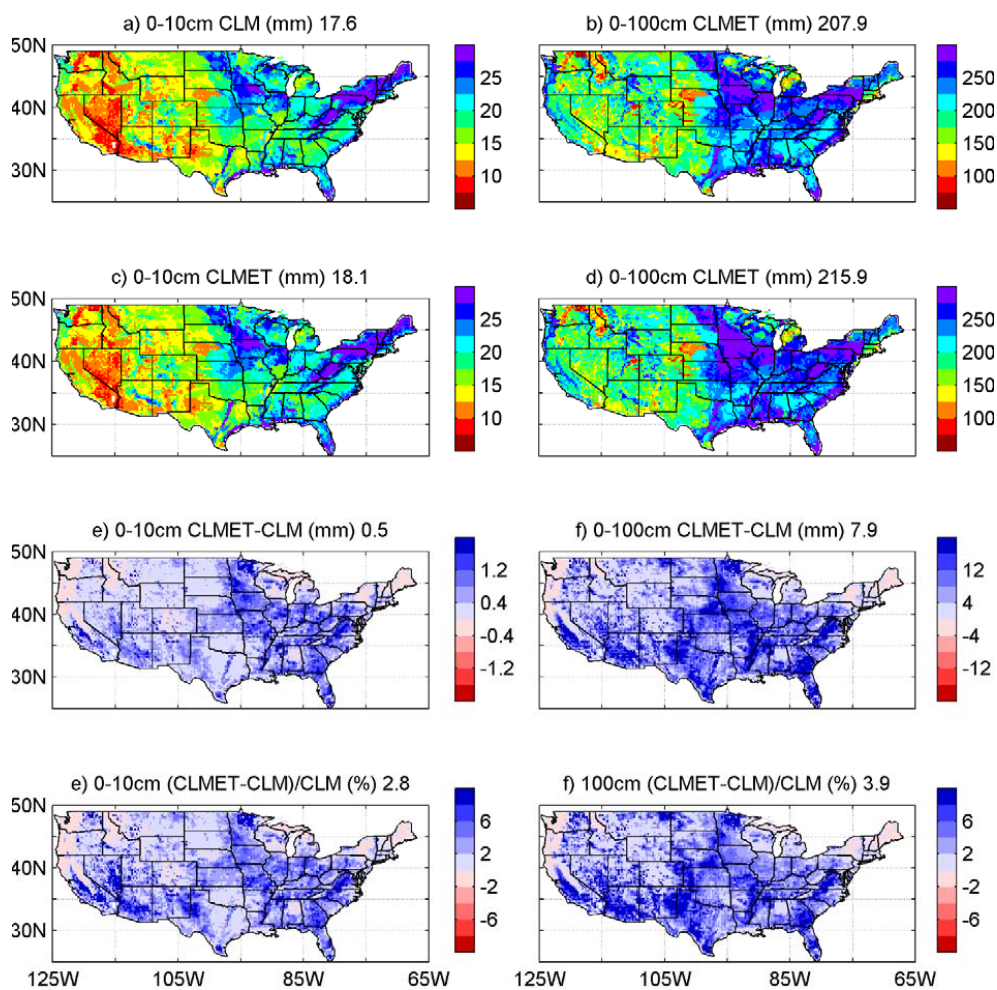 a) 0-10cm CLM (mm) 17.6
b) 0-100cm CLMET (mm) 207.9
50N
40N
30N
25
20
15
10
250
200
150
100
c) 0-10cm CLMET (mm) 18.1
d) 0-100cm CLMET (mm) 215.9
50N
40N
30N
25
20
15
10
250
200
150
100
e) 0-10cm CLMET-CLM (mm) 0.5
f) 0-100cm CLMET-CLM (mm) 7.9
50N
40N
30N
1.2
0.4
-0.4
-1.2
12
4
-4
-12
e) 0-10cm (CLMET-CLM)/CLM (%) 2.8
f) 100cm (CLMET-CLM)/CLM (%) 3.9
50N
40N
30N
6
2
-2
-6
6
2
-2
-6
125W 105W 85W 65W
125W 105W 85W 65W